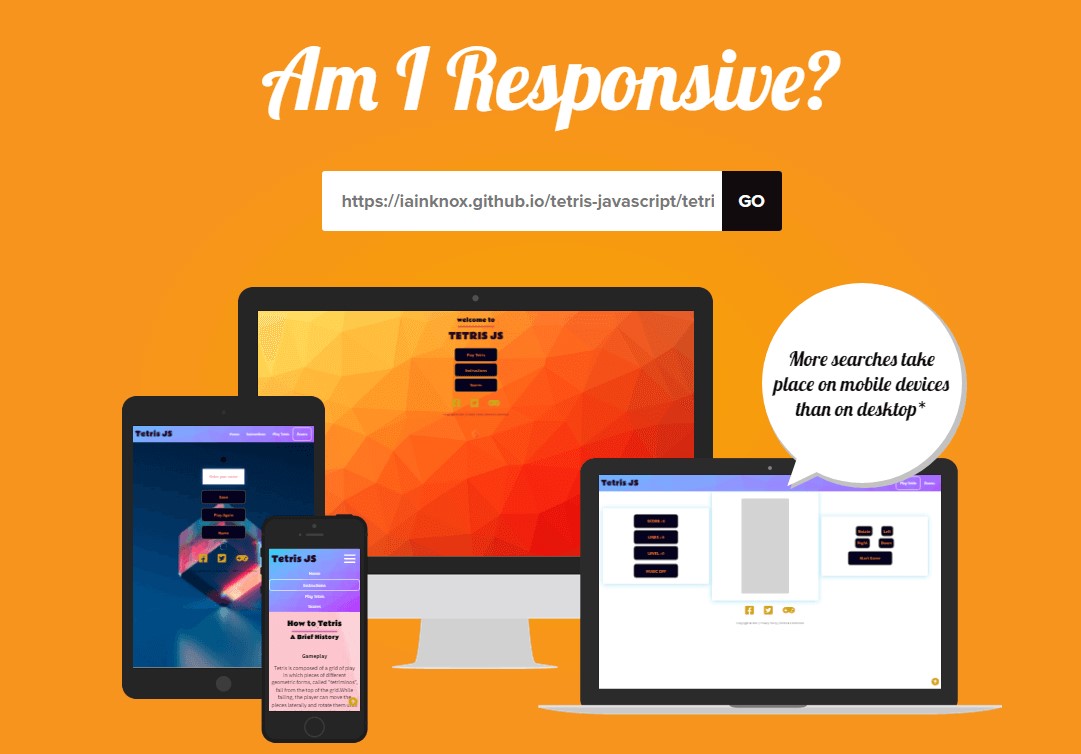 Am I Responsive?
https://iainknox.github.io/tetris-javascript/tetri
GO
More searches take
place on mobile devices
than on desktop*
welcome to
TETRIS JS
Play Tetris
Instructions
Scores
Tetris JS
Home
Instructions
Play Tetris
Scores
Enter your name
Save
Play Again
Home
Tetris JS
Home
Instructions
Play Tetris
Scores
How to Tetris
A Brief History
Gameplay
Tetris is composed of a grid of play
in which pieces of different
geometric forms, called "tetriminos",
fall from the top of the grid.While
falling, the player can move the
pieces laterally and rotate them
Tetris JS
Play Tetris
Scores
SCORE: 0
LINES: 0
LEVEL: 0
MUSIC OFF
Rotate
Left
Right
Down
Start Game